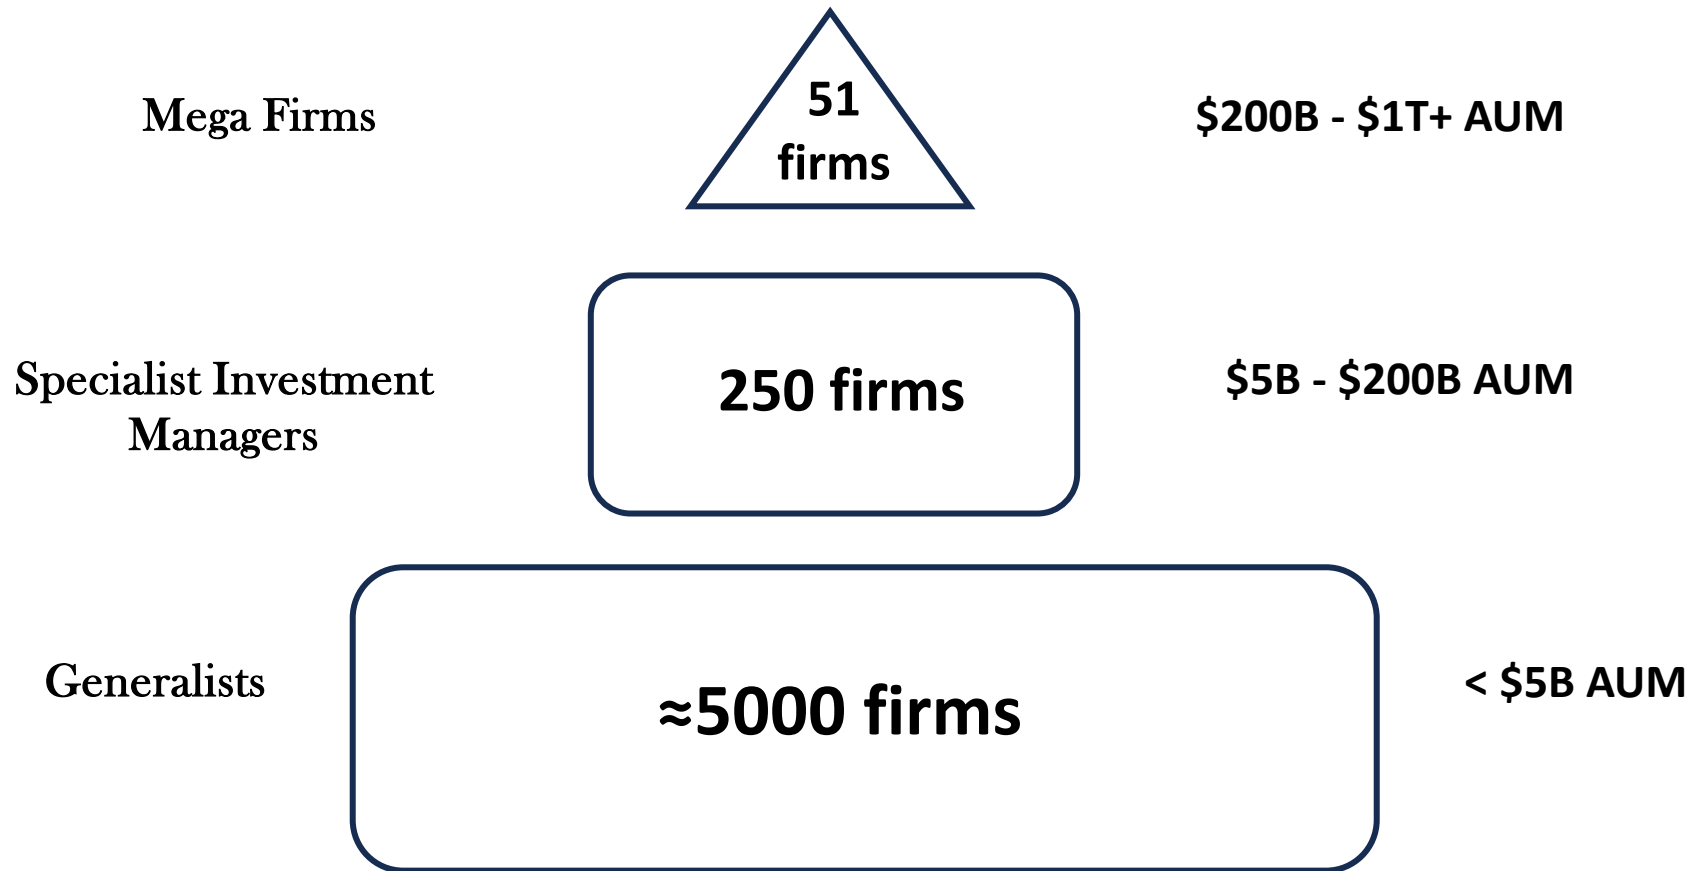 Mega Firms
51
firms
$200B - $1T+ AUM
Specialist Investment
Managers
250 firms
$5B - $200B AUM
Generalists
≈5000 firms
< $5B AUM